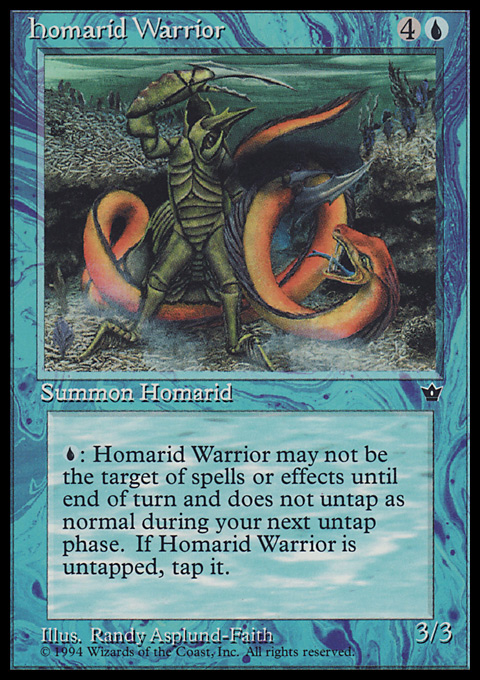 Homarid Warrior 4
Summon Homarid
: Homarid Warrior may not be
the target of spells or effects until
end of turn and does not untap as
normal during your next untap
phase. If Homarid Warrior is
untapped, tap it.
Illus. Randy Asplund-Faith 3/3
© 1994 Wizards of the Coast, Inc. All rights reserved.